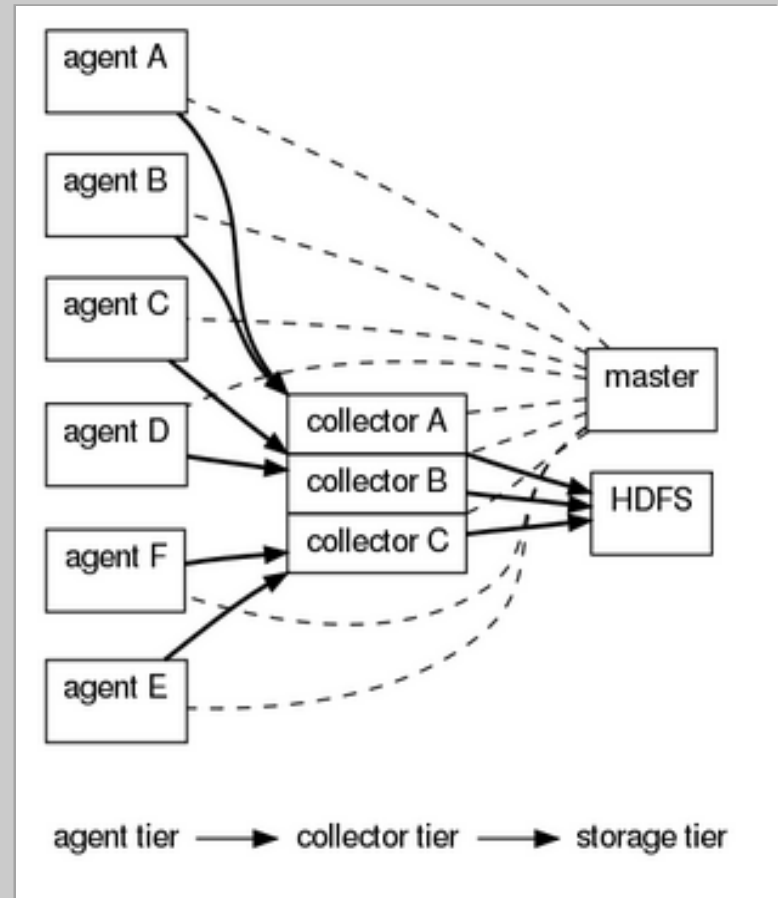 agent A
agent B
agent C
agent D
agent F
agent E
collector A
collector B
collector C
master
HDFS
agent tier
collector tier
storage tier